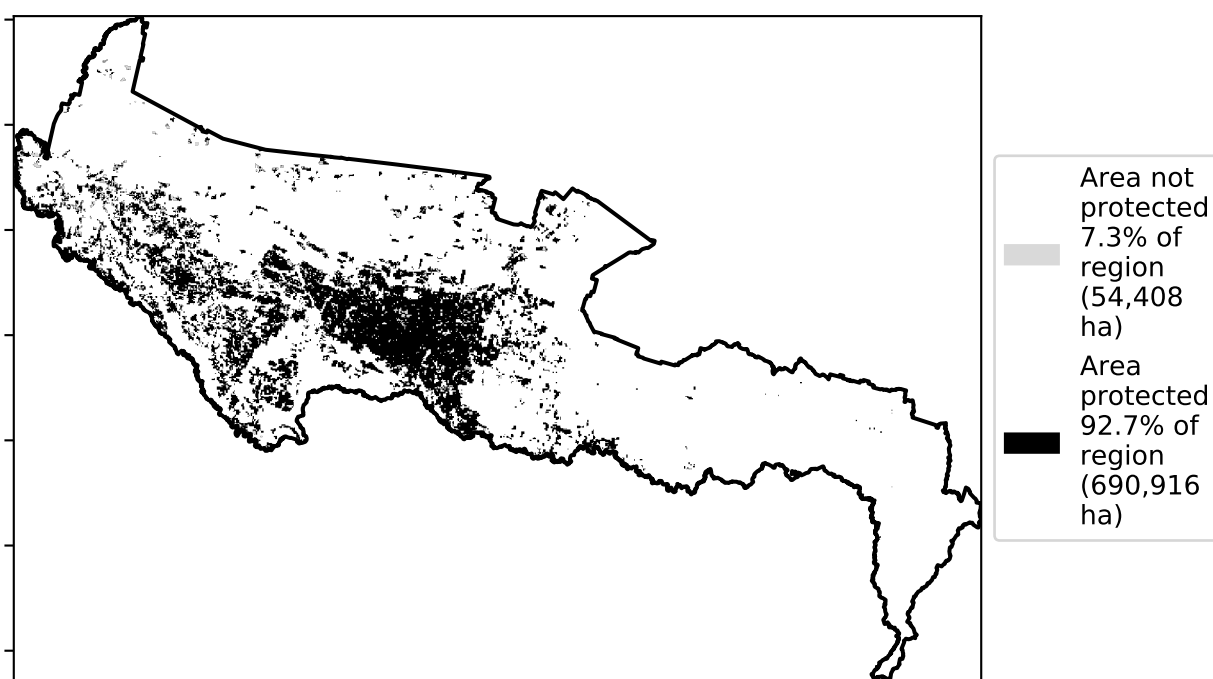 Area not
protected
7.3% of
region
(54,408
ha)
Area
protected
92.7% of
region
(690,916
ha)